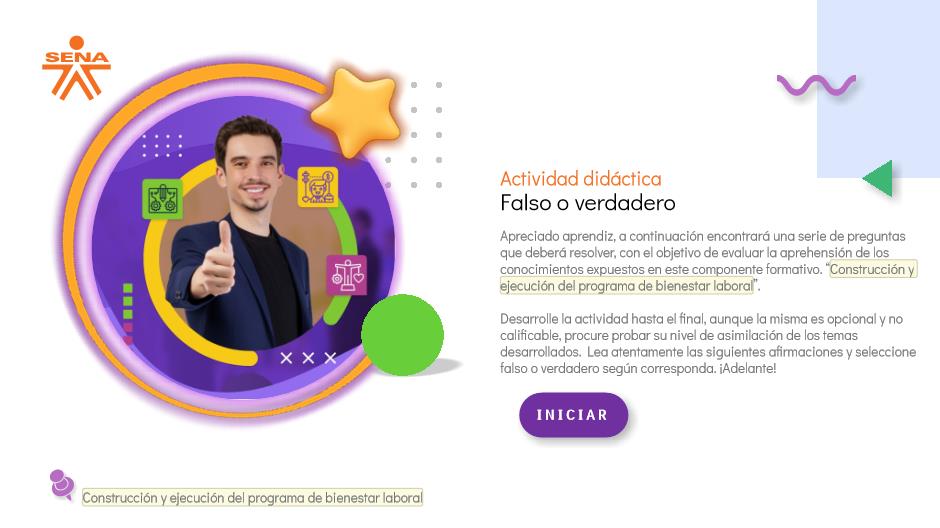 SENA
Actividad didáctica
Falso o verdadero
Apreciado aprendiz, a continuación encontrará una serie de preguntas
que deberá resolver, con el objetivo de evaluar la aprehensión de los
conocimientos expuestos en este componente formativo. “Construcción y
ejecución del programa de bienestar laboral”.
Desarrolle la actividad hasta el final, aunque la misma es opcional y no
calificable, procure probar su nivel de asimilación de los temas
desarrollados. Lea atentamente las siguientes afirmaciones y seleccione
falso o verdadero según corresponda. ¡Adelante!
INICIAR
Construcción y ejecución del programa de bienestar laboral